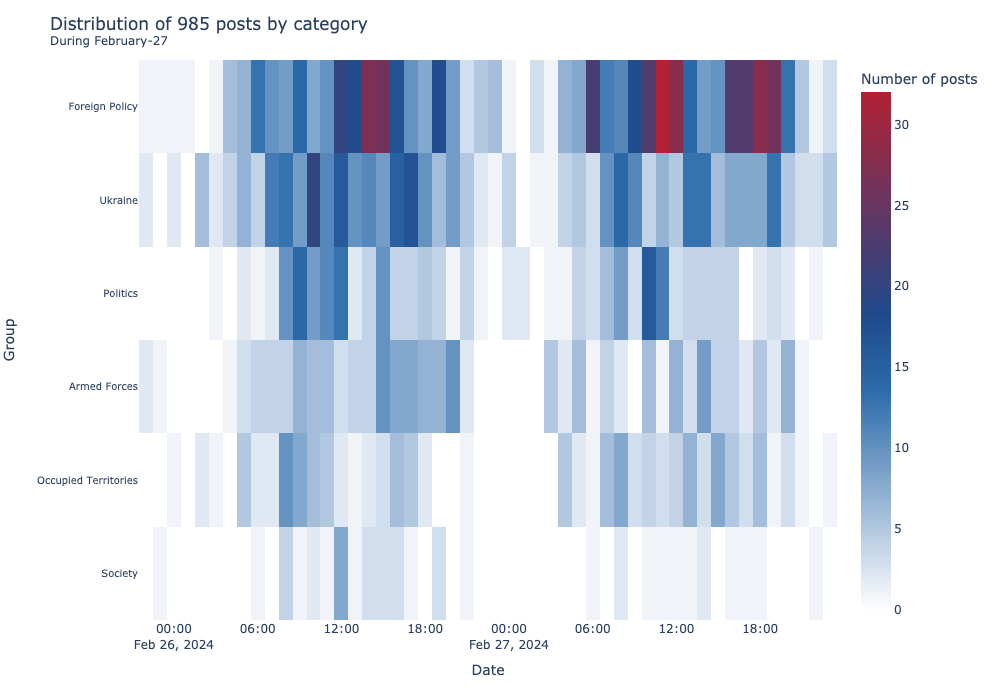 Distribution of 985 posts by category
During February-27
Number of posts
Foreign Policy
Ukraine
Politics
Armed Forces
Occupied Territories
Society
Group
30
25
20
15
10
5
0
00:00 06:00 12:00 18:00 00:00 06:00 12:00 18:00
Feb 26, 2024 Feb 27, 2024
Date